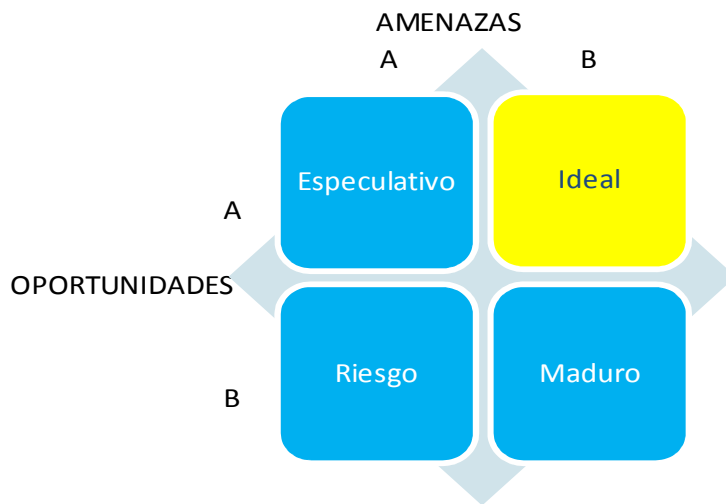 AMENAZAS
A B
Especulativo Ideal
A
OPORTUNIDADES
Riesgo Maduro
B